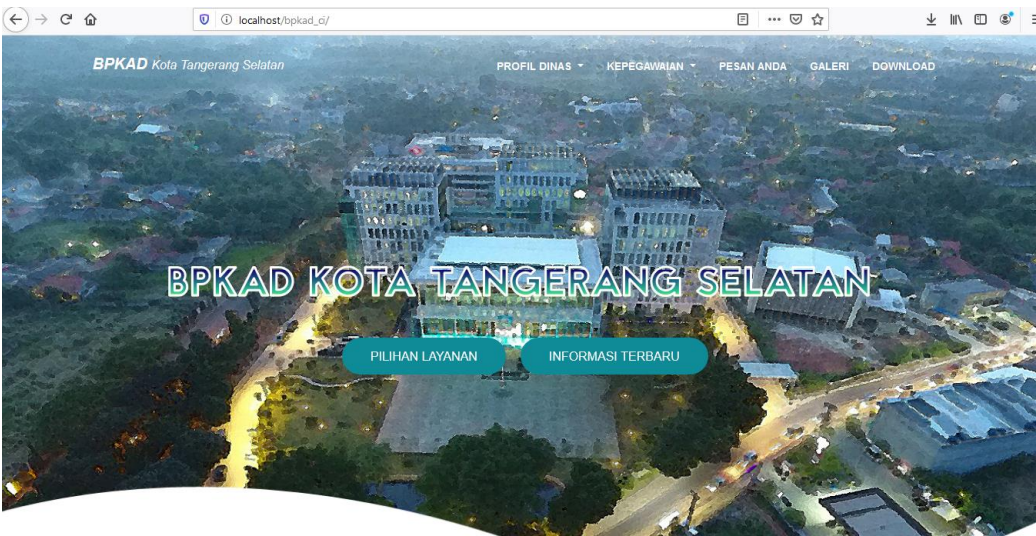 localhost/bpkad_ci/
BPKAD Kota Tangerang Selatan
PROFIL DINAS
KEPEGAWAIAN
PESAN ANDA
GALERI
DOWNLOAD
BPKAD KOTA TANGERANG SELATAN
PILIHAN LAYANAN
INFORMASI TERBARU